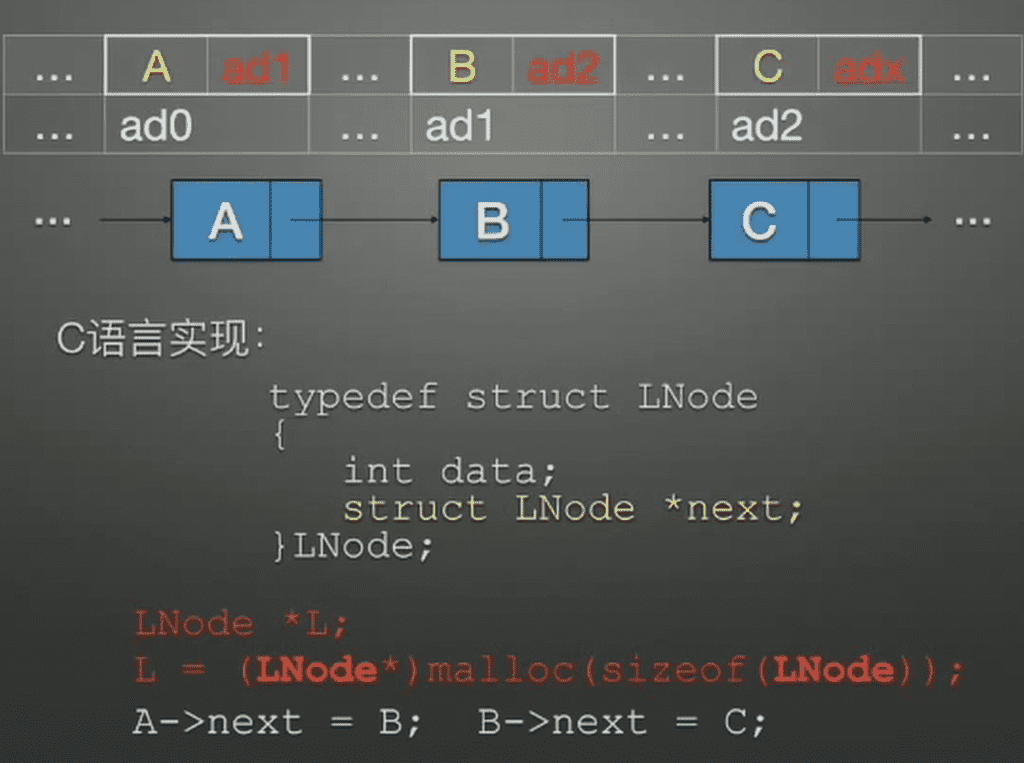 ... A ad1 ... B ad2 ... C adx ...
... ad0 ... ad1 ... ad2 ...
... A B C ...
C语言实现：
typedef struct LNode
{
int data;
struct LNode *next;
}LNode;
LNode *L;
L = (LNode*)malloc(sizeof(LNode));
A->next = B; B->next = C;